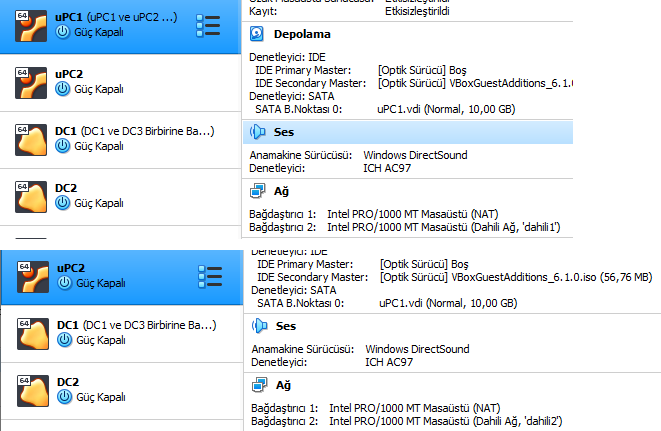 uPC1 (uPC1 ve uPC2 ...)
Güç Kapalı
64
uPC2
Güç Kapalı
64
DC1 (DC1 ve DC3 Birbirine Ba...)
Güç Kapalı
64
DC2
Güç Kapalı
64
Kayıt: Etkisizleştirildi
Depolama
Denetleyici: IDE
IDE Primary Master: [Optik Sürücü] Boş
IDE Secondary Master: [Optik Sürücü] VBoxGuestAdditions_6.1.0
Denetleyici: SATA
SATA B.Noktası 0: uPC1.vdi (Normal, 10,00 GB)
Ses
Anamakine Sürücüsü: Windows DirectSound
Denetleyici: ICH AC97
Ağ
Bağdaştırıcı 1: Intel PRO/1000 MT Masaüstü (NAT)
Bağdaştırıcı 2: Intel PRO/1000 MT Masaüstü (Dahili Ağ, 'dahili1')
64
uPC2
Güç Kapalı
64
DC1 (DC1 ve DC3 Birbirine Ba...)
Güç Kapalı
64
DC2
Güç Kapalı
Denetleyici: IDE
IDE Primary Master: [Optik Sürücü] Boş
IDE Secondary Master: [Optik Sürücü] VBoxGuestAdditions_6.1.0.iso (56,76 MB)
Denetleyici: SATA
SATA B.Noktası 0: uPC1.vdi (Normal, 10,00 GB)
Ses
Anamakine Sürücüsü: Windows DirectSound
Denetleyici: ICH AC97
Ağ
Bağdaştırıcı 1: Intel PRO/1000 MT Masaüstü (NAT)
Bağdaştırıcı 2: Intel PRO/1000 MT Masaüstü (Dahili Ağ, 'dahili2')